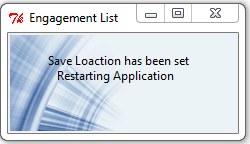 Engagement List
Save Loaction has been set
Restarting Application